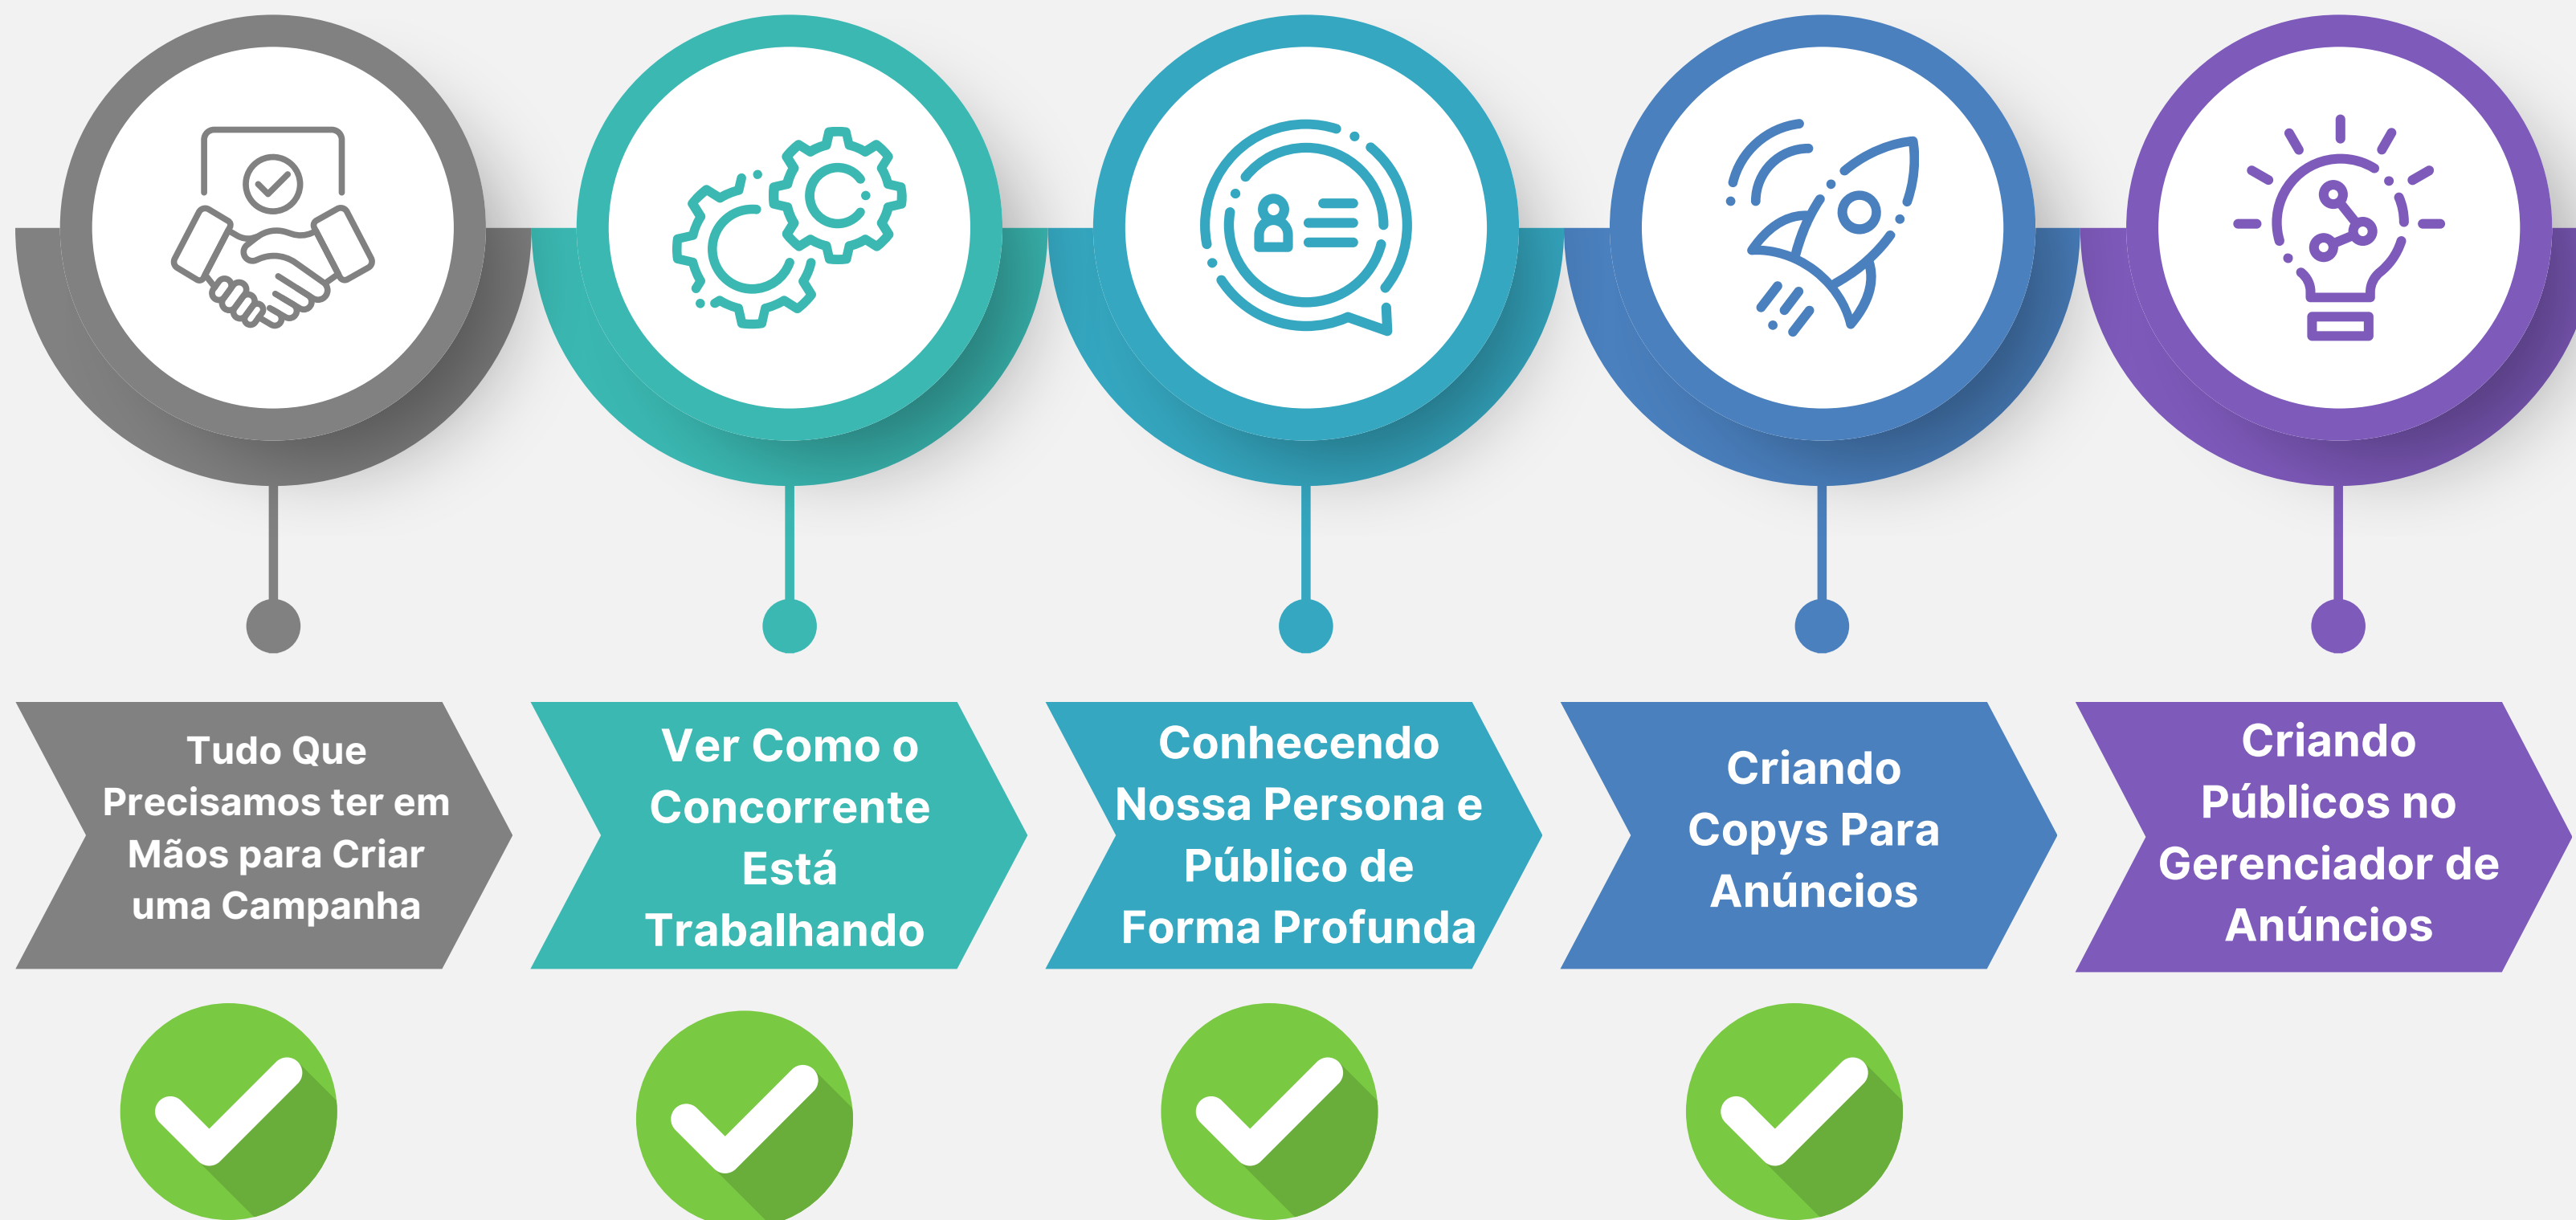 Tudo Que
Precisamos ter em
Mãos para Criar
uma Campanha
Ver Como o
Concorrente
Está
Trabalhando
Conhecendo
Nossa Persona e
Público de
Forma Profunda
Criando
Copys Para
Anúncios
Criando
Públicos no
Gerenciador de
Anúncios